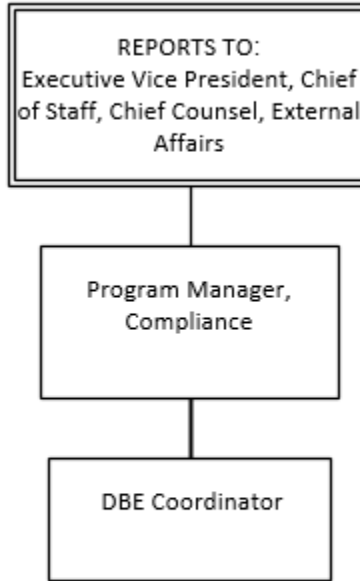 REPORTS TO:
Executive Vice President, Chief
of Staff, Chief Counsel, External
Affairs
Program Manager,
Compliance
DBE Coordinator